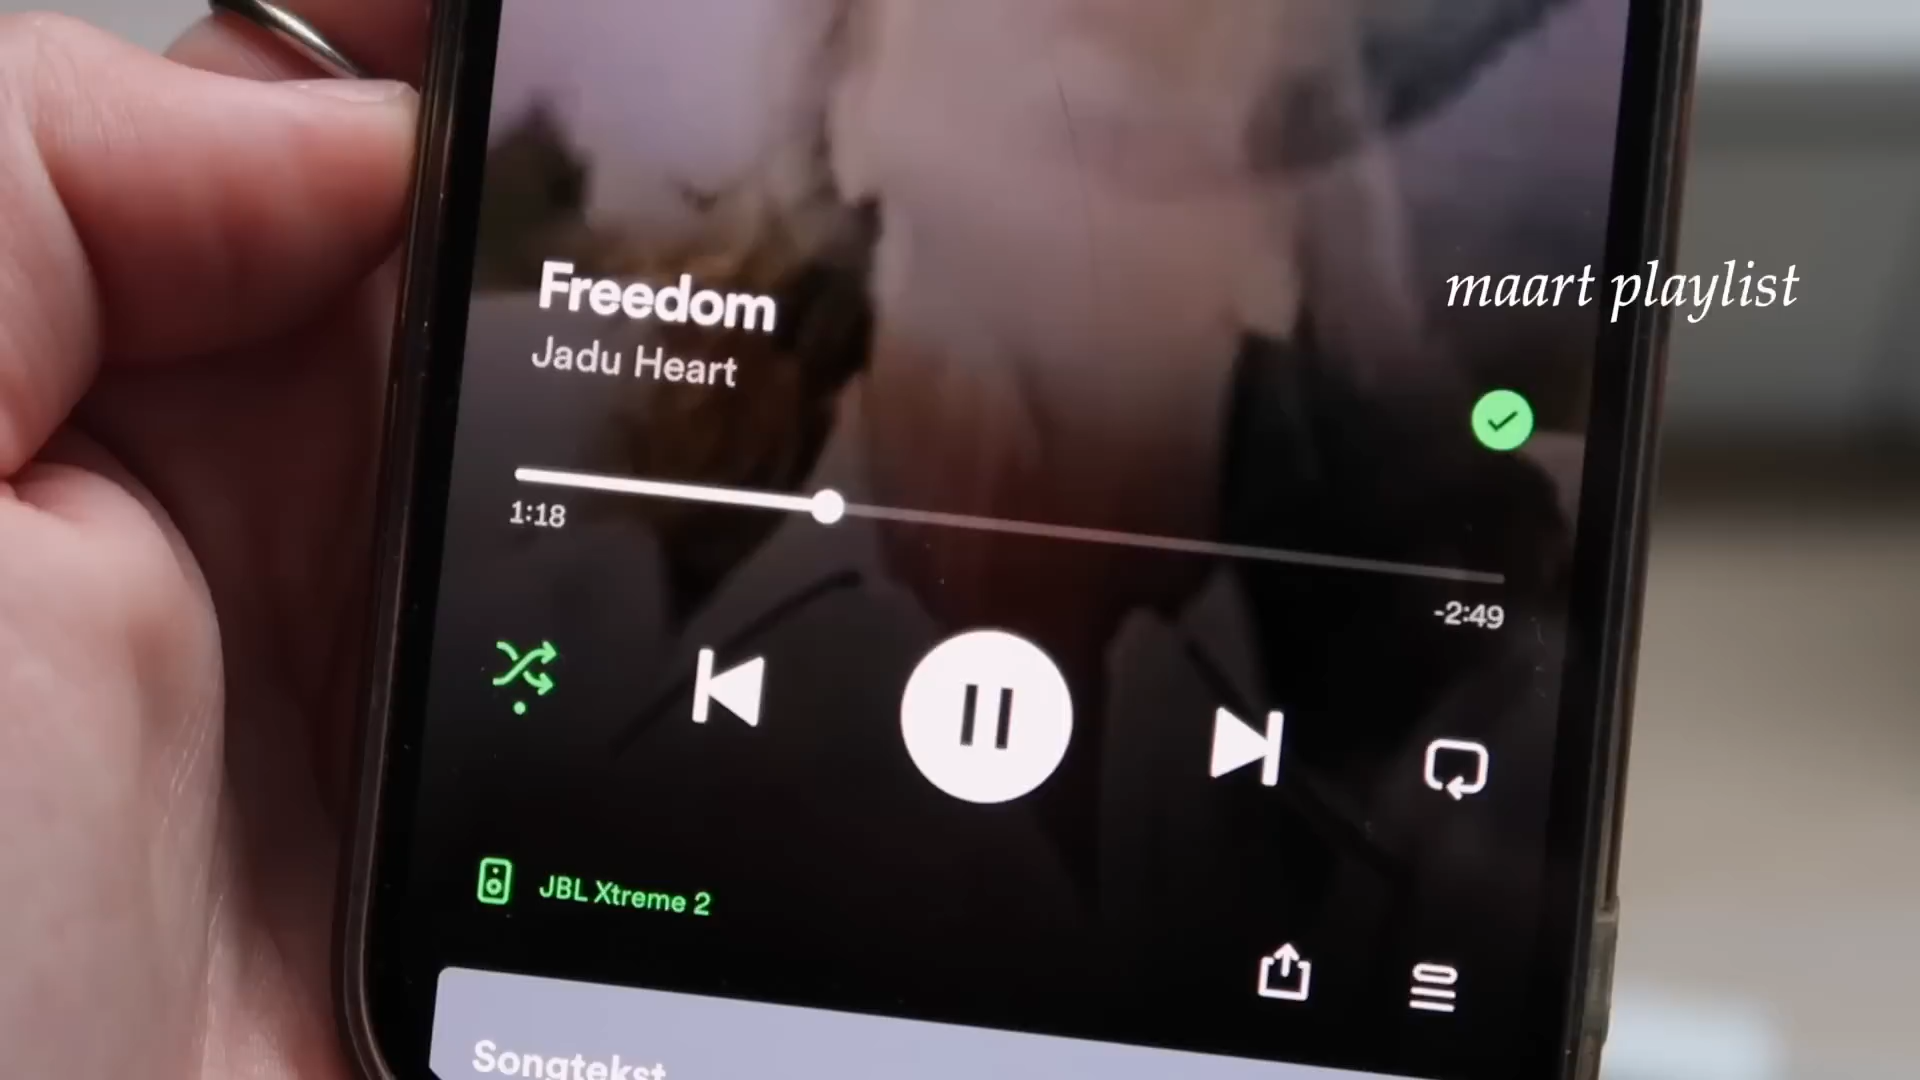 Freedom
maart playlist
Jadu Heart
1:18
-2:49
JBL Xtreme 2
Songtekst